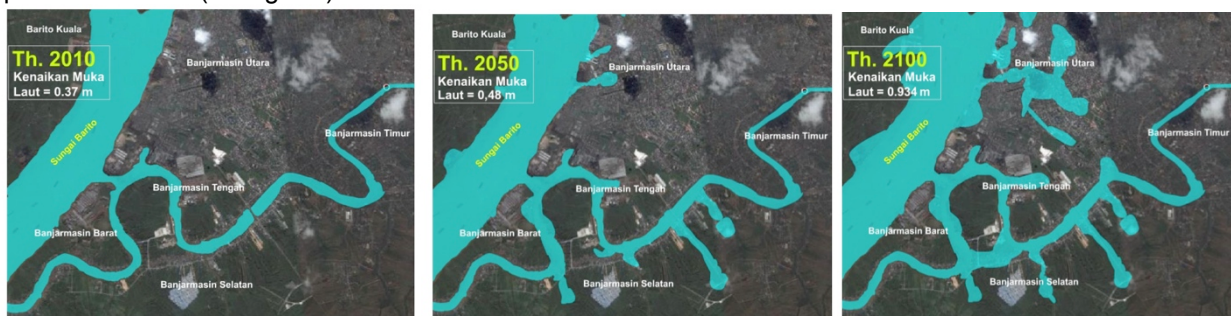 Barito Kuala
Th. 2010
Kenaikan Muka
Laut = 0.37 m
Banjarmasin Utara
Sungai Barito
Banjarmasin Timur
Banjarmasin Tengah
Banjarmasin Barat
Banjarmasin Selatan
Barito Kuala
Th. 2050
Kenaikan Muka
Laut = 0,48 m
Banjarmasin Utara
Sungai Barito
Banjarmasin Timur
Banjarmasin Tengah
Banjarmasin Barat
Banjarmasin Selatan
Barito Kuala
Th. 2100
Kenaikan Muka
Laut = 0.934 m
Banjarmasin Utara
Sungai Barito
Banjarmasin Timur
Banjarmasin Tengah
Banjarmasin Barat
Banjarmasin Selatan